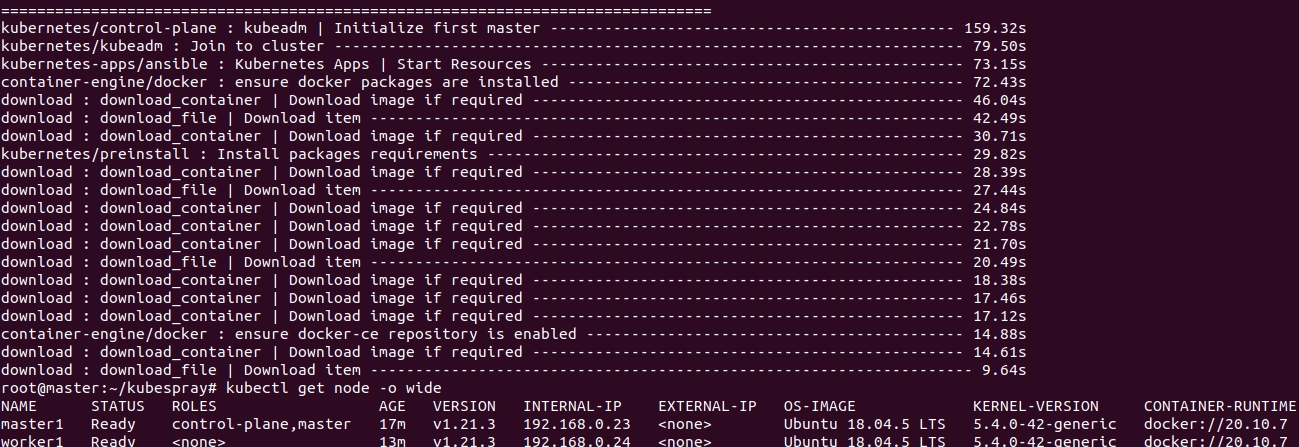 ===============================================================================
kubernetes/control-plane : kubeadm | Initialize first master --------------------------------------------- 159.32s
kubernetes/kubeadm : Join to cluster ---------------------------------------------------------------------- 79.50s
kubernetes-apps/ansible : Kubernetes Apps | Start Resources ----------------------------------------------- 73.15s
container-engine/docker : ensure docker packages are installed -------------------------------------------- 72.43s
download : download_container | Download image if required ------------------------------------------------ 46.04s
download : download_file | Download item ------------------------------------------------------------------ 42.49s
download : download_container | Download image if required ------------------------------------------------ 30.71s
kubernetes/preinstall : Install packages requirements ----------------------------------------------------- 29.82s
download : download_container | Download image if required ------------------------------------------------ 28.39s
download : download_file | Download item ------------------------------------------------------------------ 27.44s
download : download_container | Download image if required ------------------------------------------------ 24.84s
download : download_container | Download image if required ------------------------------------------------ 22.78s
download : download_container | Download image if required ------------------------------------------------ 21.70s
download : download_file | Download item ------------------------------------------------------------------ 20.49s
download : download_container | Download image if required ------------------------------------------------ 18.38s
download : download_container | Download image if required ------------------------------------------------ 17.46s
download : download_container | Download image if required ------------------------------------------------ 17.12s
container-engine/docker : ensure docker-ce repository is enabled ------------------------------------------ 14.88s
download : download_container | Download image if required ------------------------------------------------ 14.61s
download : download_file | Download item ------------------------------------------------------------------- 9.64s
root@master:~/kubespray# kubectl get node -o wide
NAME      STATUS   ROLES                  AGE   VERSION   INTERNAL-IP    EXTERNAL-IP   OS-IMAGE             KERNEL-VERSION     CONTAINER-RUNTIME
master1   Ready    control-plane,master   17m   v1.21.3   192.168.0.23   <none>        Ubuntu 18.04.5 LTS   5.4.0-42-generic   docker://20.10.7
worker1   Ready    <none>                 13m   v1.21.3   192.168.0.24   <none>        Ubuntu 18.04.5 LTS   5.4.0-42-generic   docker://20.10.7